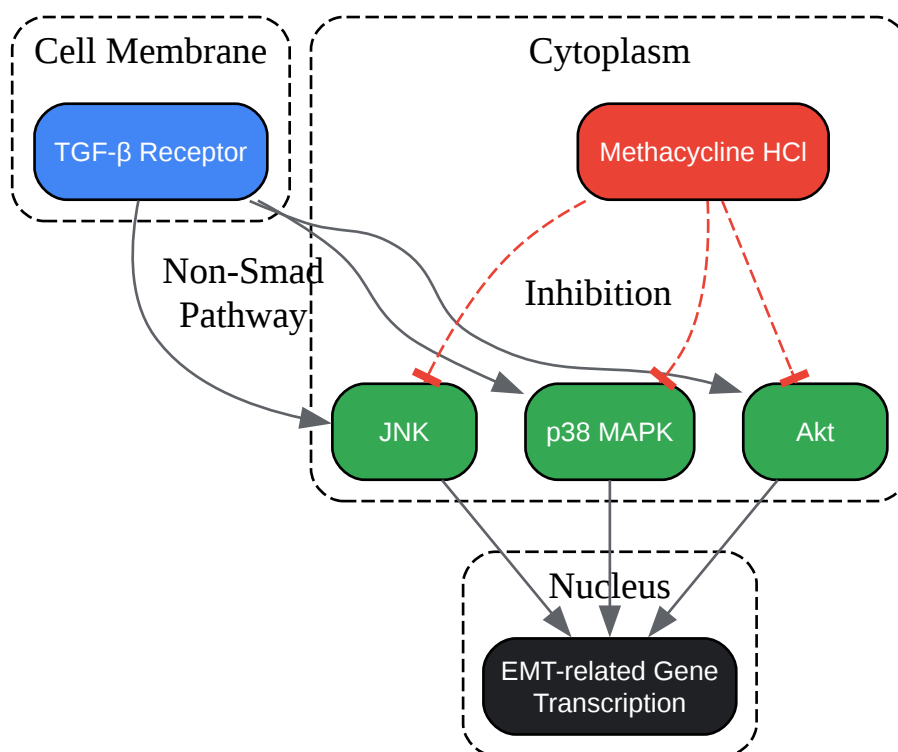 Cell Membrane
Cytoplasm
TGF-β Receptor
Methacycline HCl
Non-Smad
Pathway
Inhibition
JNK
p38 MAPK
Akt
Nucleus
EMT-related Gene
Transcription